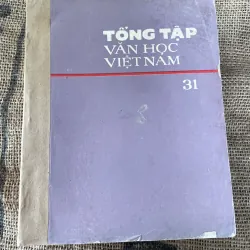 TỔNG TẬP
VĂN HỌC
VIỆT NAM
31